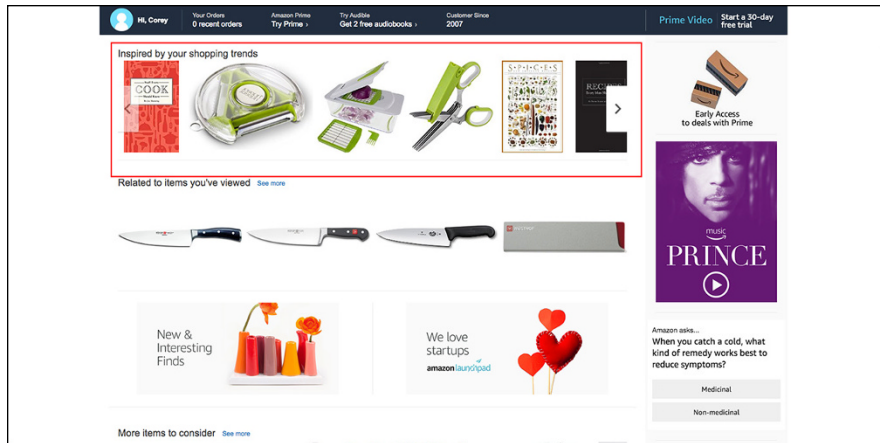 Hi, Corey
Your Orders
0 recent orders
Amazon Prime
Try Prime ›
Try Audible
Get 2 free audiobooks ›
Customer Since
2007
Prime Video
Start a 30-day
free trial
Inspired by your shopping trends
COOK
SPICES
Early Access
to deals with Prime
Related to items you've viewed See more
music
PRINCE
New &
Interesting
Finds
We love
startups
amazon launchpad
Amazon asks...
When you catch a cold, what
kind of remedy works best to
reduce symptoms?
Medicinal
Non-medicinal
More items to consider See more